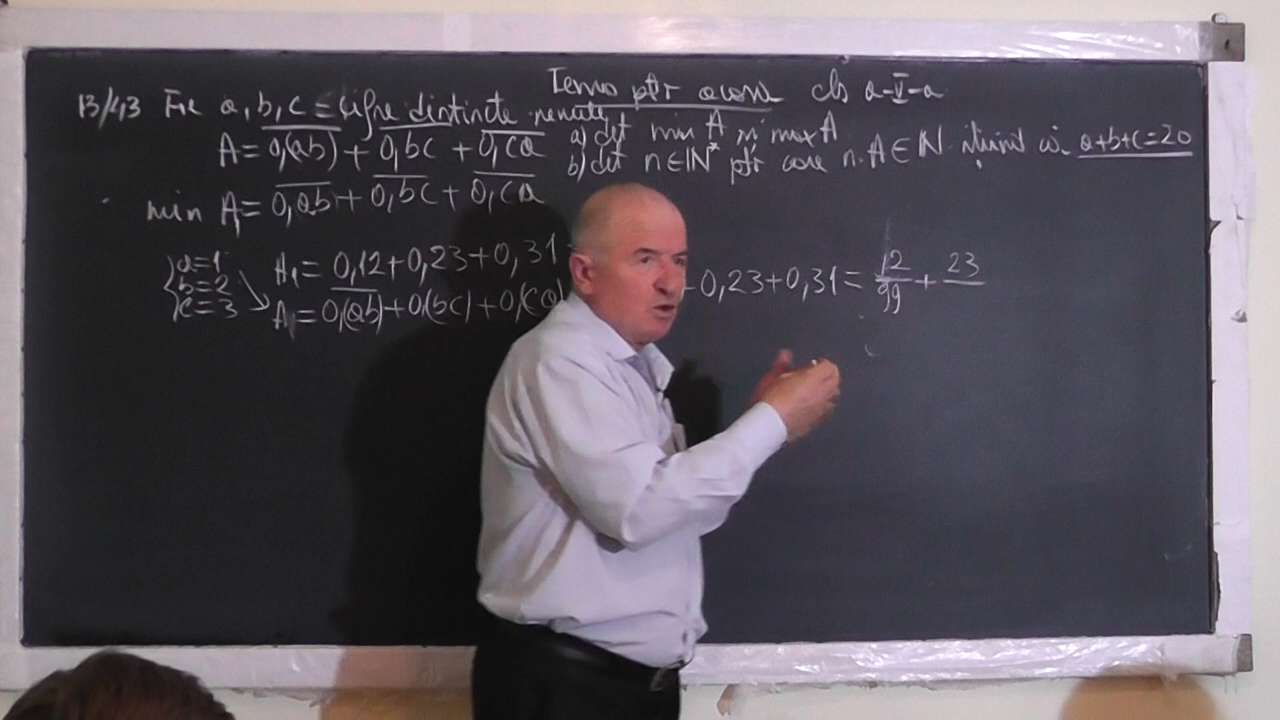 Tema ptr acasă cls a-V-a
13/43 Fie a, b, c = cifre distincte nenule
A = 0,(ab) + 0,bc + 0,ca a) det min A și max A
b) det n∈ℕ* ptr care n·A∈ℕ știind că a+b+c=20
min A = 0,ab + 0,bc + 0,ca
a=1
b=2
c=3
A₁ = 0,12+0,23+0,31
A₁ = 0,(ab)+0,(bc)+0,(ca) 0,23+0,31 = 12/99 + 23